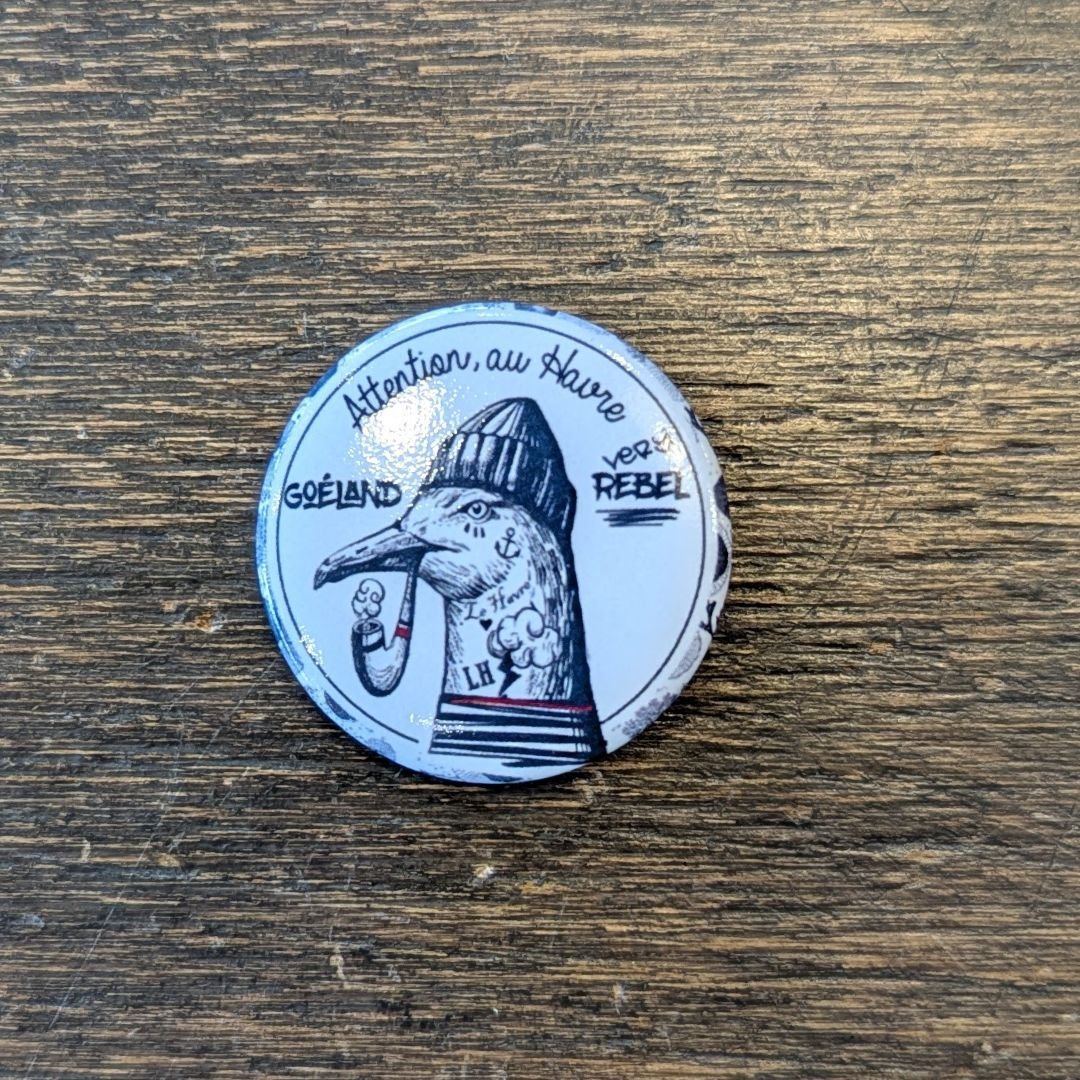 Attention, au Havre
GOÉLAND
very
REBEL
Le Havre
LH